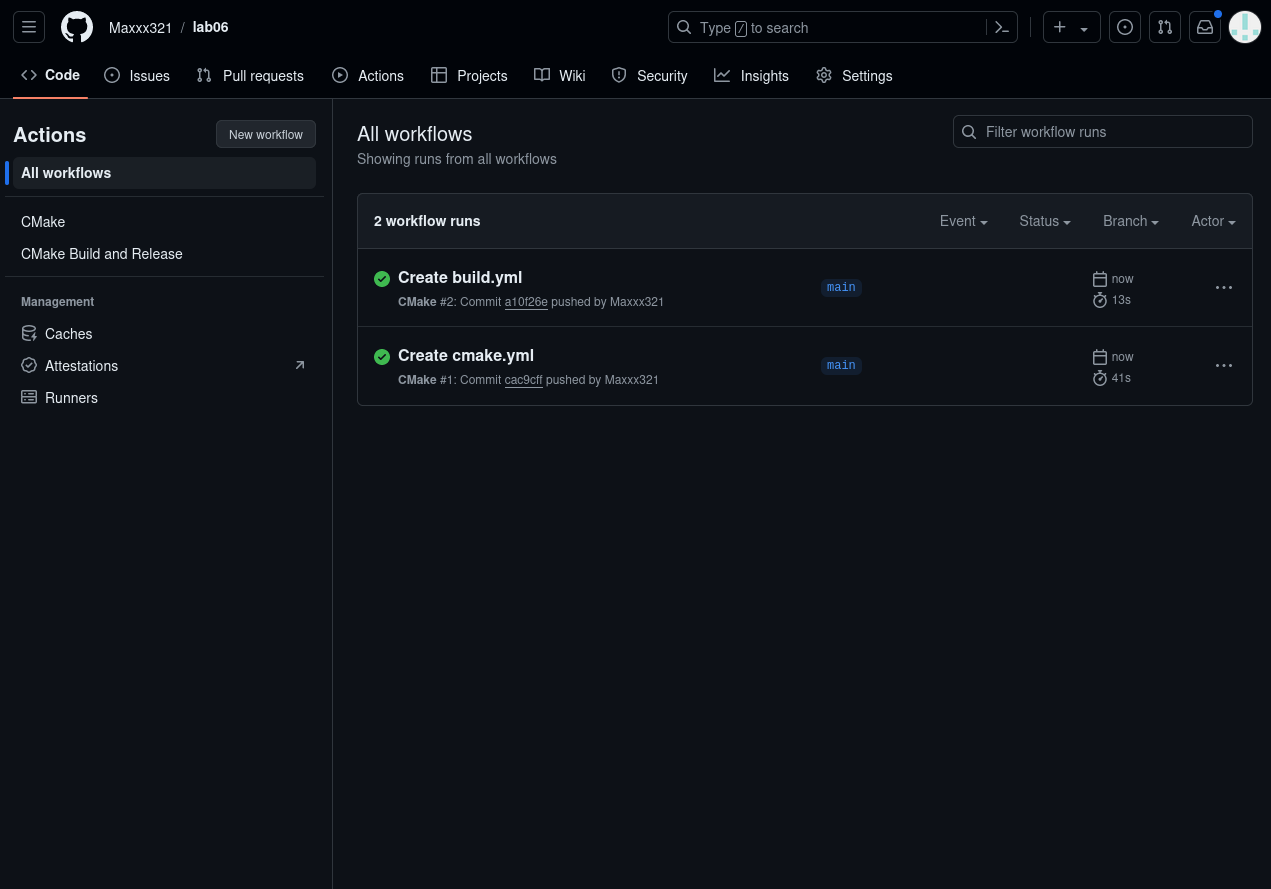 Maxxx321 / lab06
Type / to search
Code Issues Pull requests Actions Projects Wiki Security Insights Settings
Actions
New workflow
All workflows
CMake
CMake Build and Release
Management
Caches
Attestations
Runners
All workflows
Showing runs from all workflows
Filter workflow runs
2 workflow runs
Event Status Branch Actor
Create build.yml
CMake #2: Commit a10f26e pushed by Maxxx321
main
now
13s
Create cmake.yml
CMake #1: Commit cac9cff pushed by Maxxx321
main
now
41s